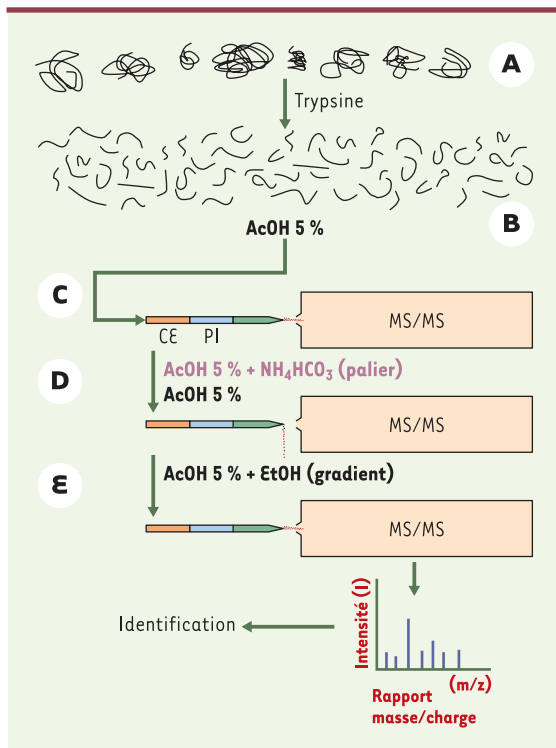 A
Trypsine
B
AcOH 5 %
C
CE PI
MS/MS
D
AcOH 5 % + NH₄HCO₃ (palier)
AcOH 5 %
MS/MS
E
AcOH 5 % + EtOH (gradient)
MS/MS
Identification
Intensité (I)
(m/z)
Rapport
masse/charge